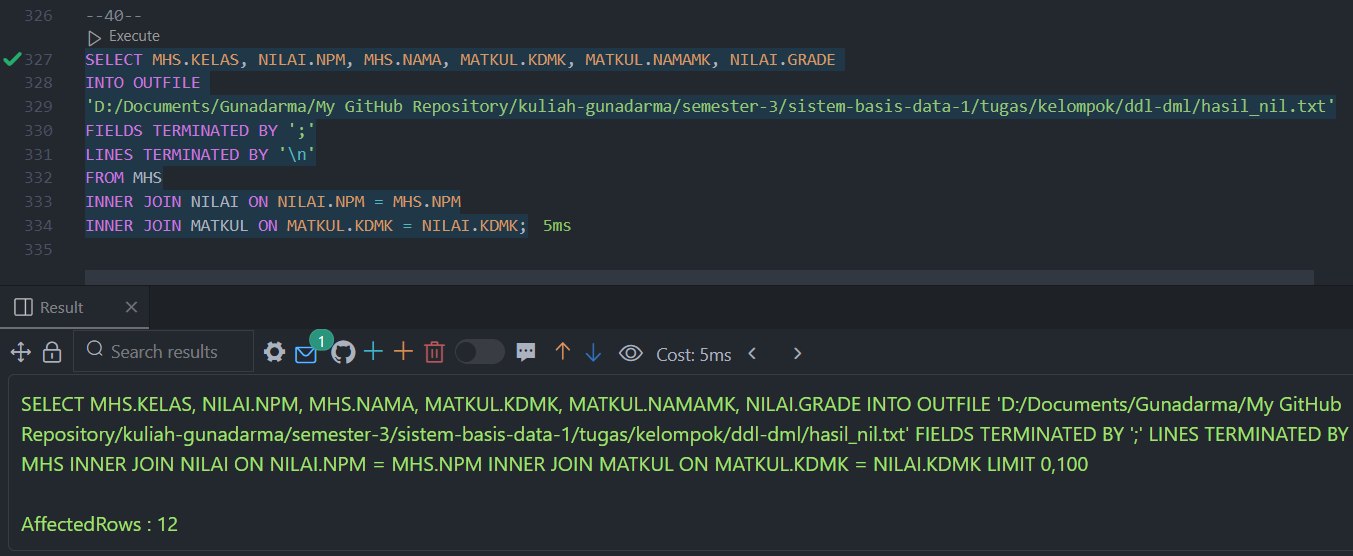 326 --40--
Execute
327 SELECT MHS.KELAS, NILAI.NPM, MHS.NAMA, MATKUL.KDMK, MATKUL.NAMAMK, NILAI.GRADE
328 INTO OUTFILE
329 'D:/Documents/Gunadarma/My GitHub Repository/kuliah-gunadarma/semester-3/sistem-basis-data-1/tugas/kelompok/ddl-dml/hasil_nil.txt'
330 FIELDS TERMINATED BY ';'
331 LINES TERMINATED BY '\n'
332 FROM MHS
333 INNER JOIN NILAI ON NILAI.NPM = MHS.NPM
334 INNER JOIN MATKUL ON MATKUL.KDMK = NILAI.KDMK; 5ms
335
Result
Search results 1 Cost: 5ms
SELECT MHS.KELAS, NILAI.NPM, MHS.NAMA, MATKUL.KDMK, MATKUL.NAMAMK, NILAI.GRADE INTO OUTFILE 'D:/Documents/Gunadarma/My GitHub
Repository/kuliah-gunadarma/semester-3/sistem-basis-data-1/tugas/kelompok/ddl-dml/hasil_nil.txt' FIELDS TERMINATED BY ';' LINES TERMINATED BY
MHS INNER JOIN NILAI ON NILAI.NPM = MHS.NPM INNER JOIN MATKUL ON MATKUL.KDMK = NILAI.KDMK LIMIT 0,100
AffectedRows : 12